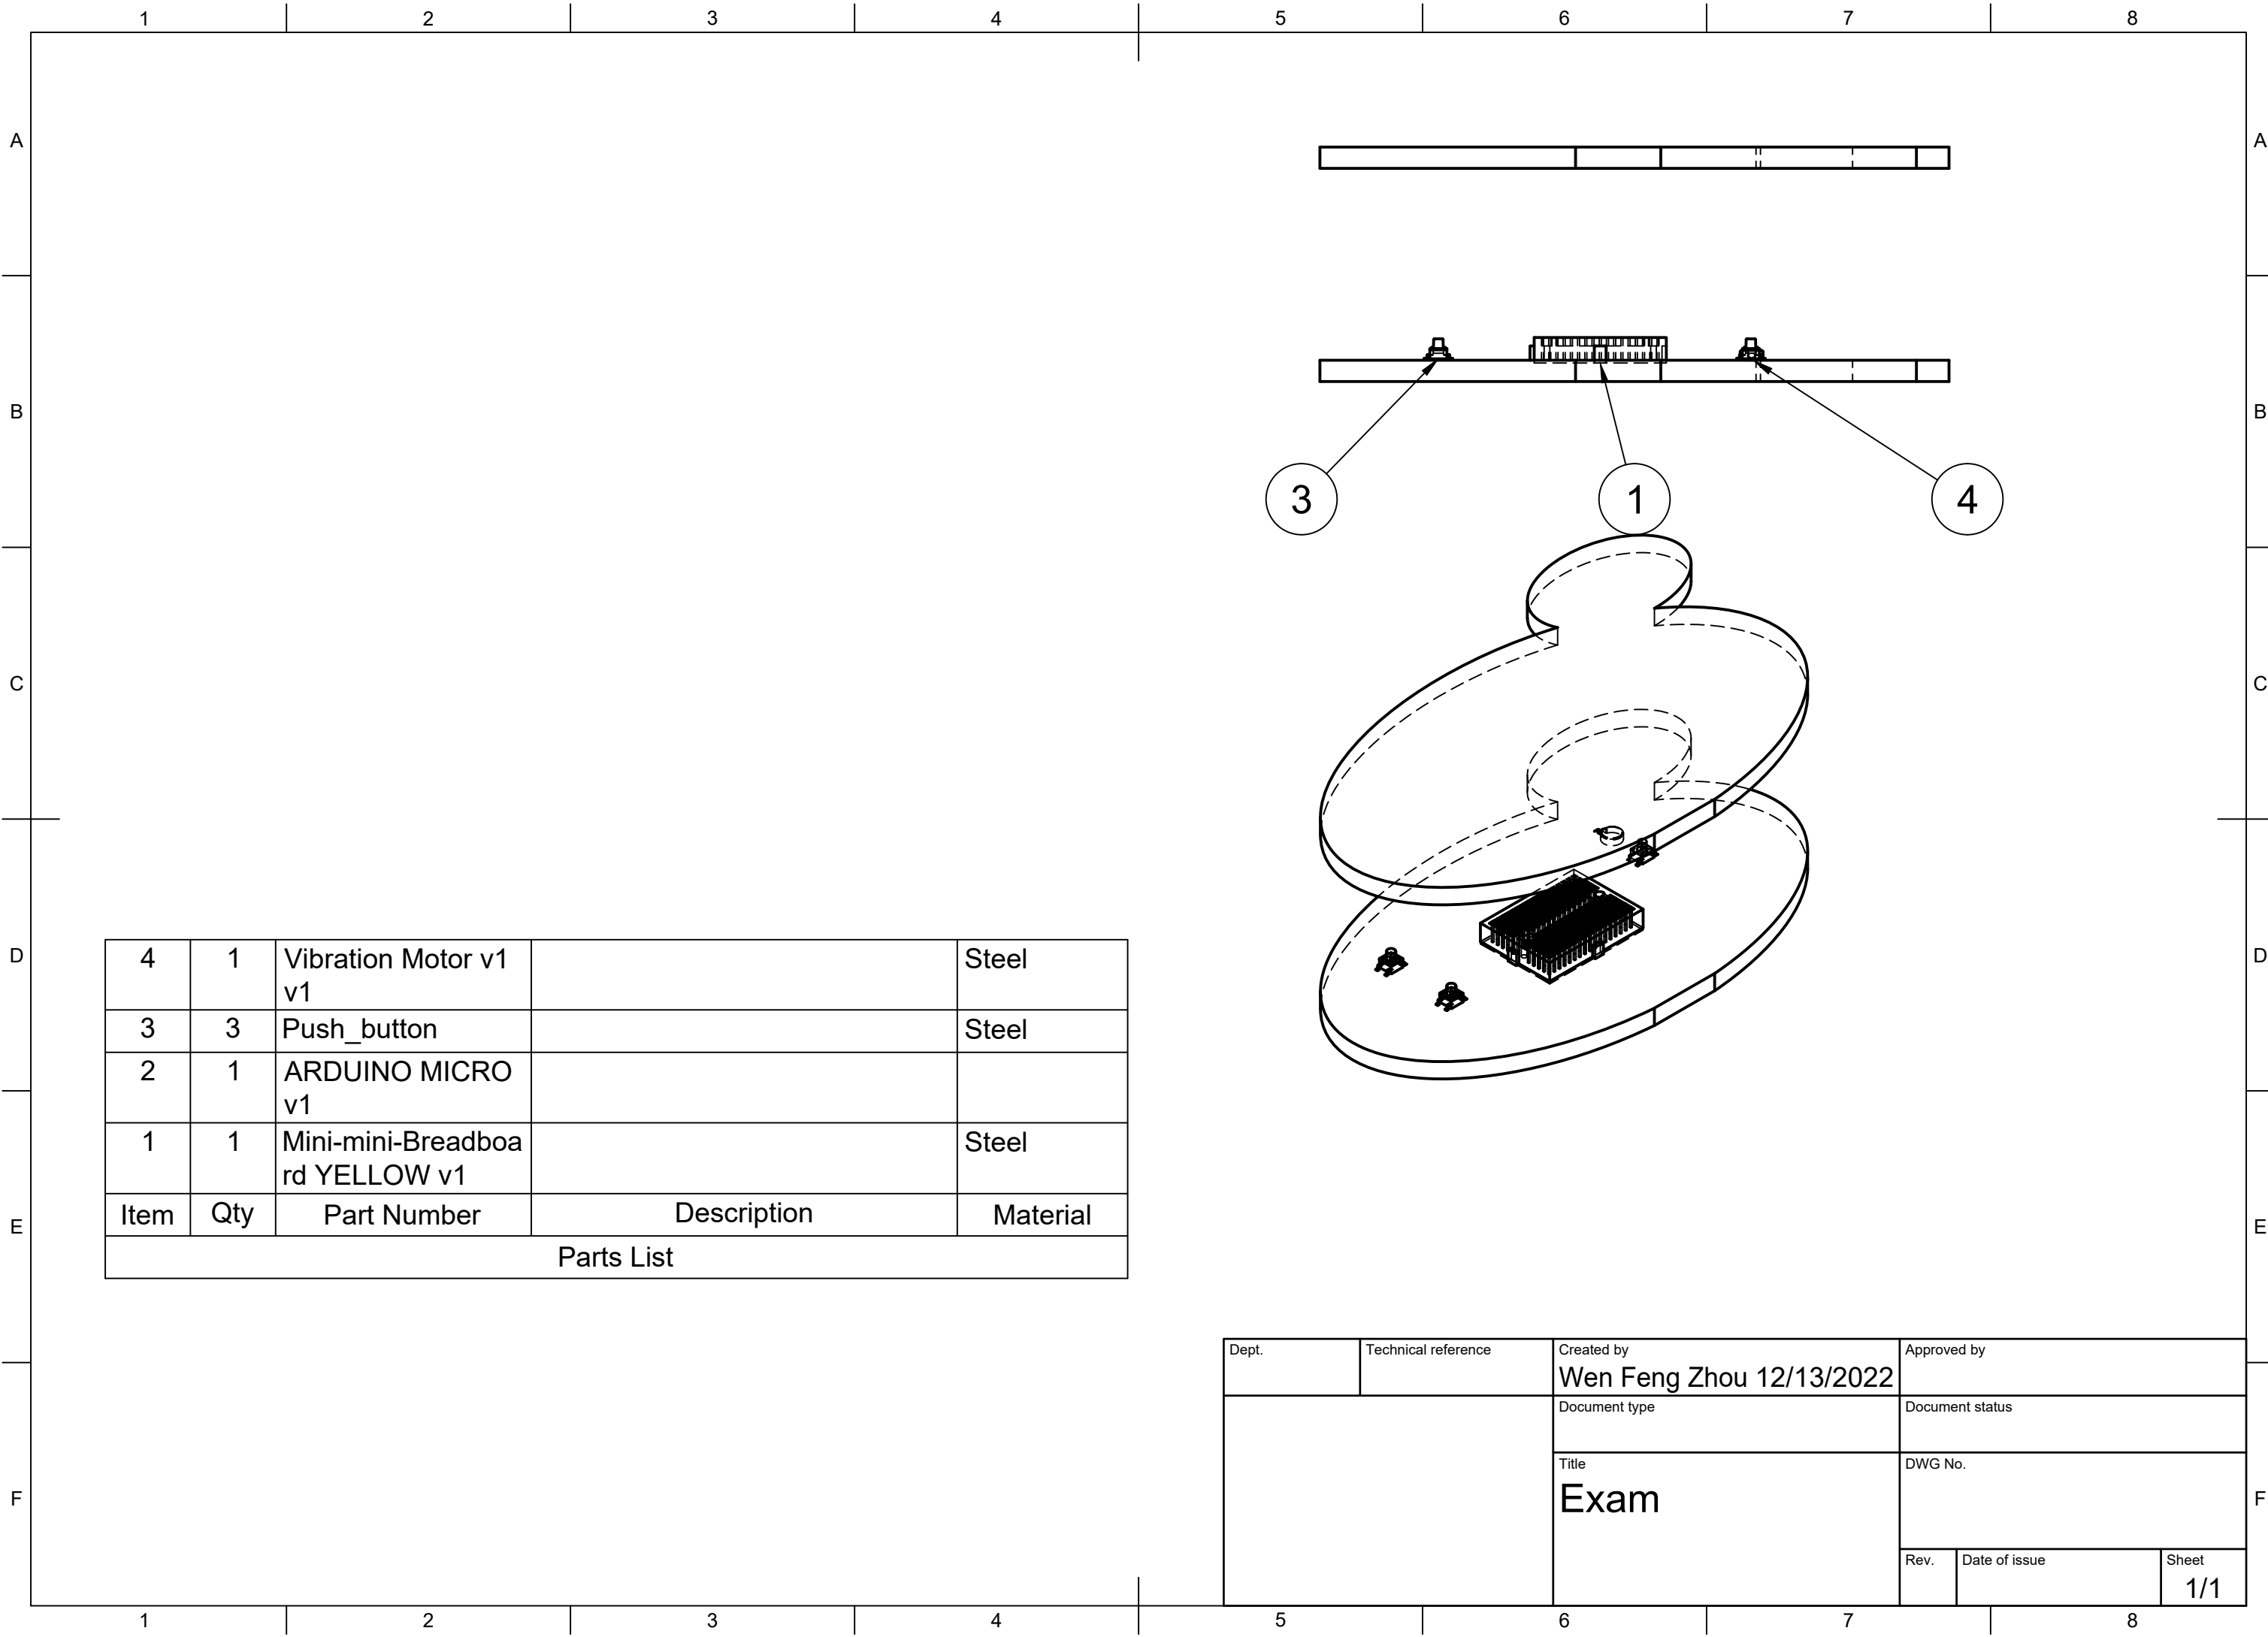 1 2 3 4 5 6 7 8
A A
B B
3 1 4
C C
D D
4 1 Vibration Motor v1 Steel
v1
3 3 Push_button Steel
2 1 ARDUINO MICRO
v1
1 1 Mini-mini-Breadboa Steel
rd YELLOW v1
Item Qty Part Number Description Material
Parts List
E E
Dept. Technical reference Created by Approved by
Wen Feng Zhou 12/13/2022
Document type Document status
Title DWG No.
Exam
F F
Rev. Date of issue Sheet
1/1
1 2 3 4 5 6 7 8